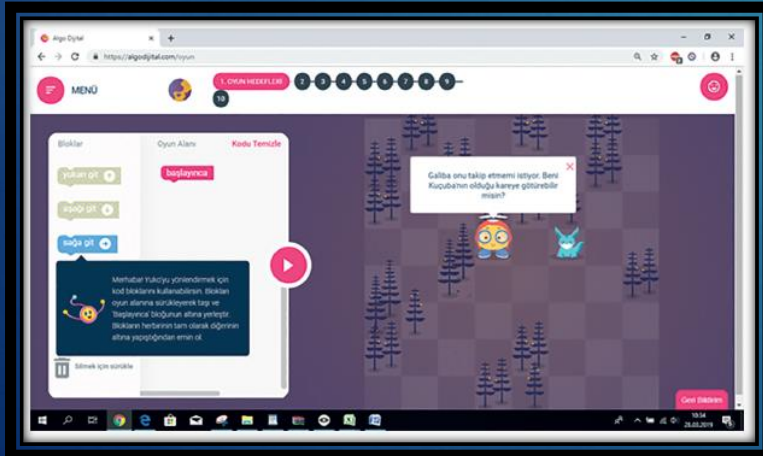 Algo Dijital
https://algodijital.com/oyun
MENÜ
1. OYUN HEDEFLERİ 2 3 4 5 6 7 8 9
10
Bloklar
Oyun Alanı
Kodu Temizle
yukarı git
aşağı git
sağa git
başlayınca
Merhaba! Yuko'yu yönlendirmek için
kod bloklarını kullanabilirsin. Blokları
oyun alanına sürükleyerek taşı ve
'Başlayınca' bloğunun altına yerleştir.
Blokların herbirinin tam olarak diğerinin
altına yapıştığından emin ol.
Silmek için sürükle
Galiba onu takip etmemi istiyor. Beni
Kuçuba'nın olduğu kareye götürebilir
misin?
Geri Bildirim
10:54
28.03.2019